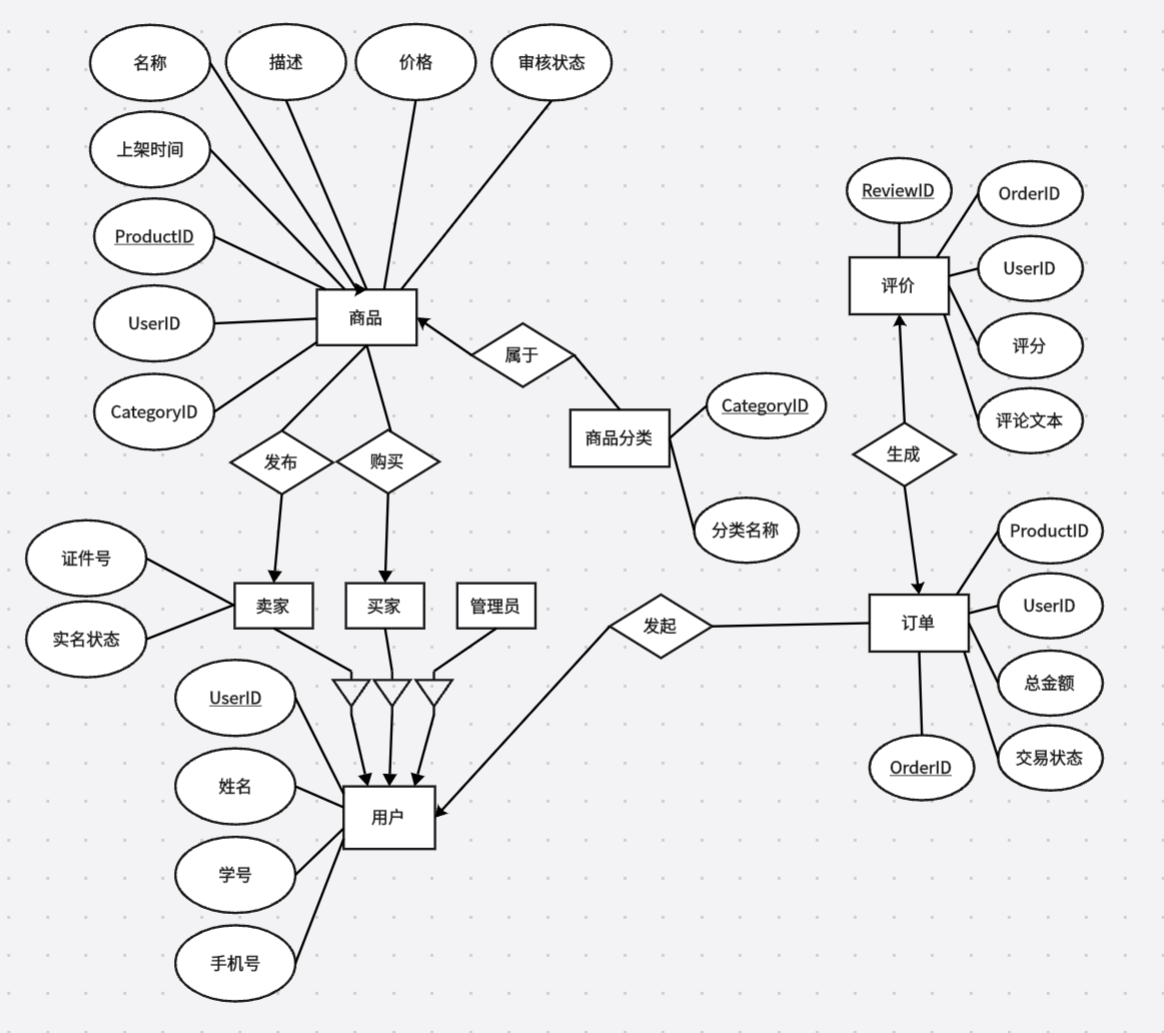 名称
描述
价格
审核状态
上架时间
ProductID
UserID
CategoryID
商品
属于
商品分类
CategoryID
分类名称
发布
购买
ReviewID
OrderID
UserID
评分
评论文本
评价
生成
证件号
实名状态
卖家
买家
管理员
发起
订单
ProductID
UserID
总金额
交易状态
OrderID
UserID
姓名
学号
手机号
用户